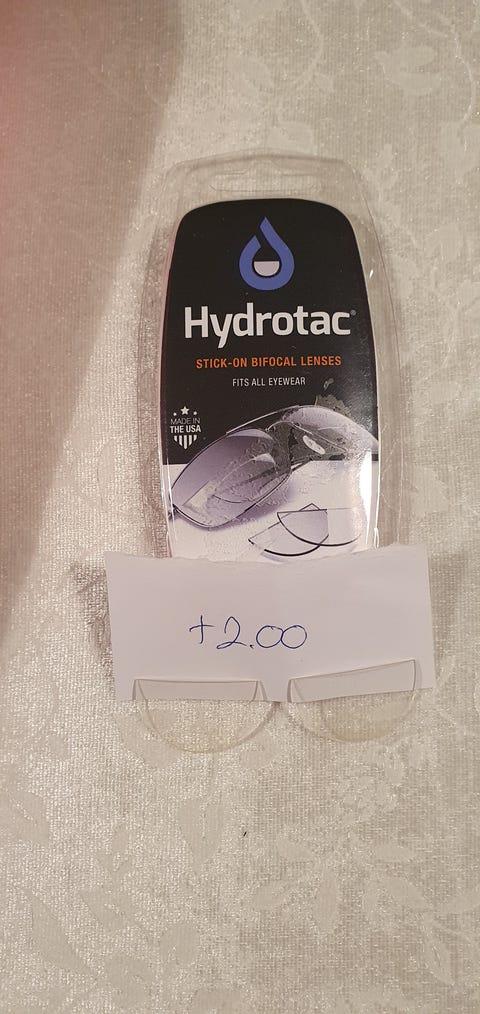 Hydrotac®
STICK-ON BIFOCAL LENSES
FITS ALL EYEWEAR
MADE IN
THE USA
+2.00